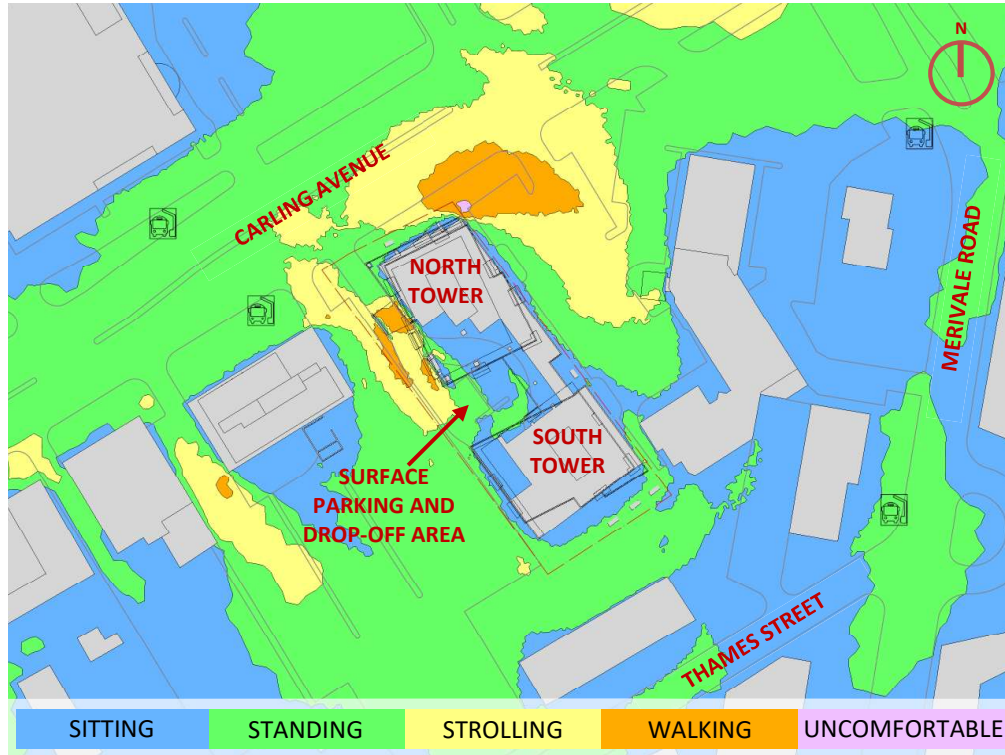 N
CARLING AVENUE
NORTH
TOWER
MERIVALE ROAD
SOUTH
TOWER
SURFACE
PARKING AND
DROP-OFF AREA
THAMES STREET
SITTING
STANDING
STROLLING
WALKING
UNCOMFORTABLE